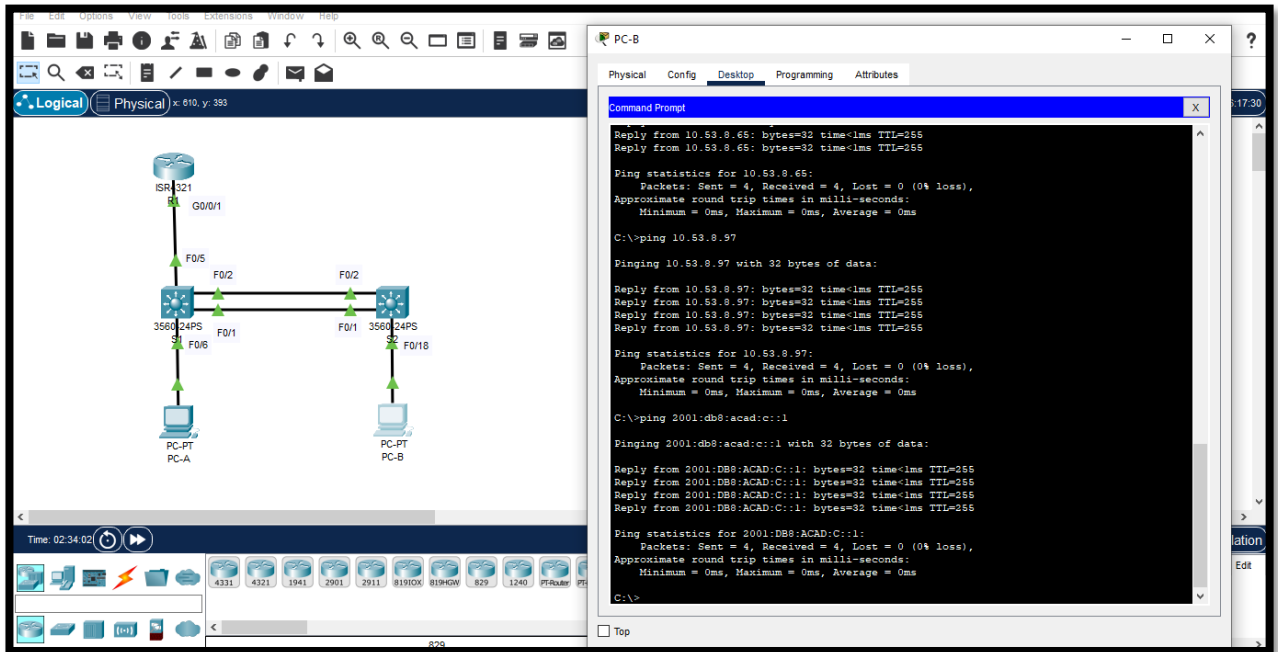 File Edit Options View Tools Extensions Window Help
?
Logical Physical x: 610, y: 393
:17:30
ISR4321
R1
G0/0/1
F0/5
F0/2
F0/2
3560-24PS
S1
F0/1
F0/6
F0/1
3560-24PS
S2
F0/18
PC-PT
PC-A
PC-PT
PC-B
Time: 02:34:02
4331 4321 1941 2901 2911 819IOX 819HGW 829 1240 PT-Router
829
lation
Edit
PC-B
Physical Config Desktop Programming Attributes
Command Prompt
X
Reply from 10.53.8.65: bytes=32 time<1ms TTL=255
Reply from 10.53.8.65: bytes=32 time<1ms TTL=255
Ping statistics for 10.53.8.65:
Packets: Sent = 4, Received = 4, Lost = 0 (0% loss),
Approximate round trip times in milli-seconds:
Minimum = 0ms, Maximum = 0ms, Average = 0ms
C:\>ping 10.53.8.97
Pinging 10.53.8.97 with 32 bytes of data:
Reply from 10.53.8.97: bytes=32 time<1ms TTL=255
Reply from 10.53.8.97: bytes=32 time<1ms TTL=255
Reply from 10.53.8.97: bytes=32 time<1ms TTL=255
Reply from 10.53.8.97: bytes=32 time<1ms TTL=255
Ping statistics for 10.53.8.97:
Packets: Sent = 4, Received = 4, Lost = 0 (0% loss),
Approximate round trip times in milli-seconds:
Minimum = 0ms, Maximum = 0ms, Average = 0ms
C:\>ping 2001:db8:acad:c::1
Pinging 2001:db8:acad:c::1 with 32 bytes of data:
Reply from 2001:DB8:ACAD:C::1: bytes=32 time<1ms TTL=255
Reply from 2001:DB8:ACAD:C::1: bytes=32 time<1ms TTL=255
Reply from 2001:DB8:ACAD:C::1: bytes=32 time<1ms TTL=255
Reply from 2001:DB8:ACAD:C::1: bytes=32 time<1ms TTL=255
Ping statistics for 2001:DB8:ACAD:C::1:
Packets: Sent = 4, Received = 4, Lost = 0 (0% loss),
Approximate round trip times in milli-seconds:
Minimum = 0ms, Maximum = 0ms, Average = 0ms
C:\>
Top